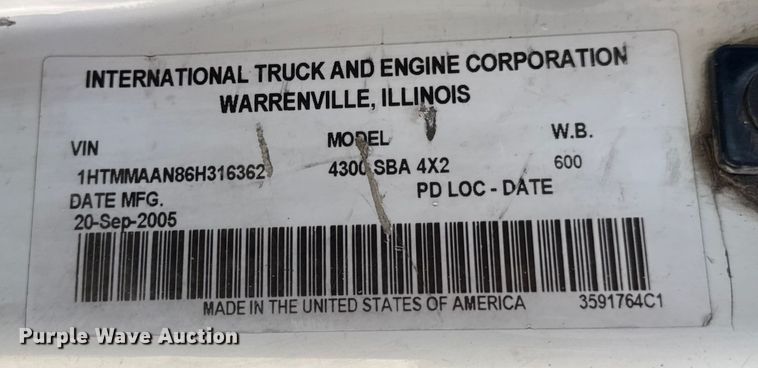 INTERNATIONAL TRUCK AND ENGINE CORPORATION
WARRENVILLE, ILLINOIS
VIN MODEL W.B.
1HTMMAAN86H316362 4300 SBA 4X2 600
DATE MFG. PD LOC - DATE
20-Sep-2005
MADE IN THE UNITED STATES OF AMERICA 3591764C1
Purple Wave Auction